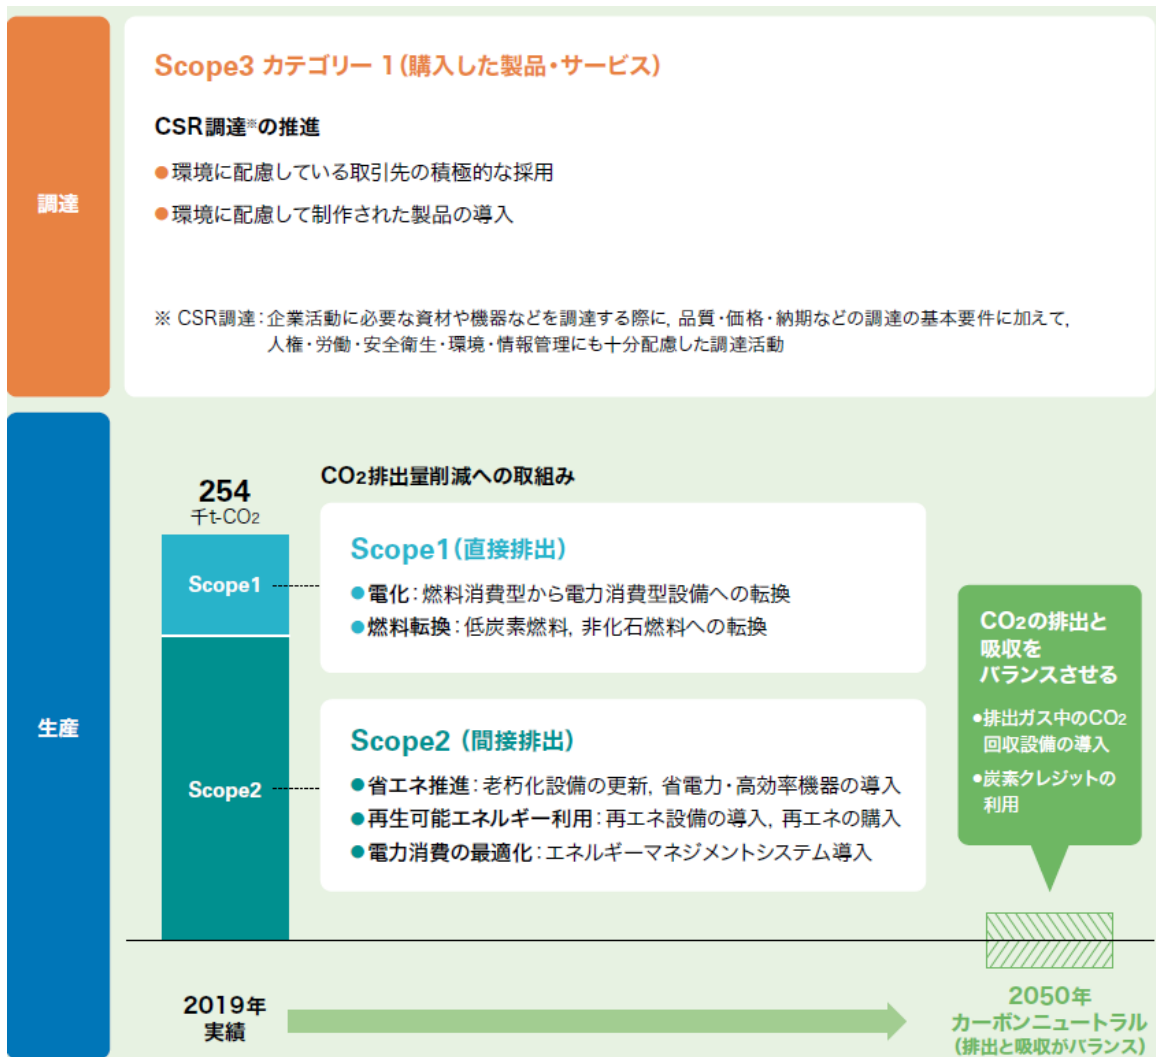 調達
Scope3 カテゴリー 1(購入した製品・サービス)
CSR調達※の推進
●環境に配慮している取引先の積極的な採用
●環境に配慮して制作された製品の導入
※ CSR調達：企業活動に必要な資材や機器などを調達する際に, 品質・価格・納期などの調達の基本要件に加えて,
人権・労働・安全衛生・環境・情報管理にも十分配慮した調達活動
生産
CO2排出量削減への取組み
254
千t-CO2
Scope1
Scope1(直接排出)
●電化：燃料消費型から電力消費型設備への転換
●燃料転換：低炭素燃料, 非化石燃料への転換
Scope2
Scope2 (間接排出)
●省エネ推進：老朽化設備の更新, 省電力・高効率機器の導入
●再生可能エネルギー利用：再エネ設備の導入, 再エネの購入
●電力消費の最適化：エネルギーマネジメントシステム導入
CO2の排出と
吸収を
バランスさせる
●排出ガス中のCO2
回収設備の導入
●炭素クレジットの
利用
2019年
実績
2050年
カーボンニュートラル
(排出と吸収がバランス)